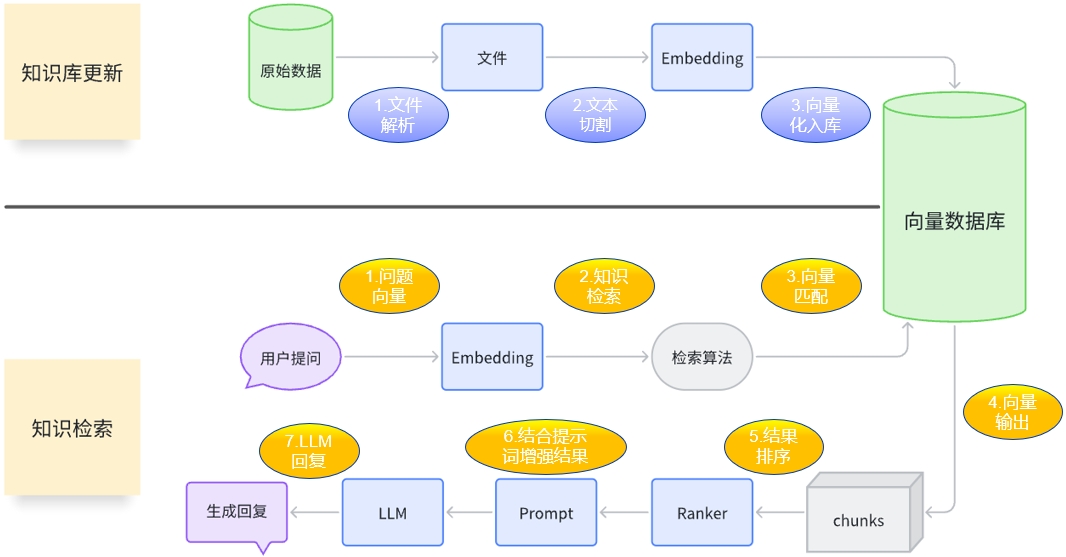 知识库更新
原始数据
文件
Embedding
1.文件
解析
2.文本
切割
3.向量
化入库
向量数据库
1.问题
向量
2.知识
检索
3.向量
匹配
用户提问
Embedding
检索算法
知识检索
4.向量
输出
7.LLM
回复
6.结合提示
词增强结果
5.结果
排序
生成回复
LLM
Prompt
Ranker
chunks